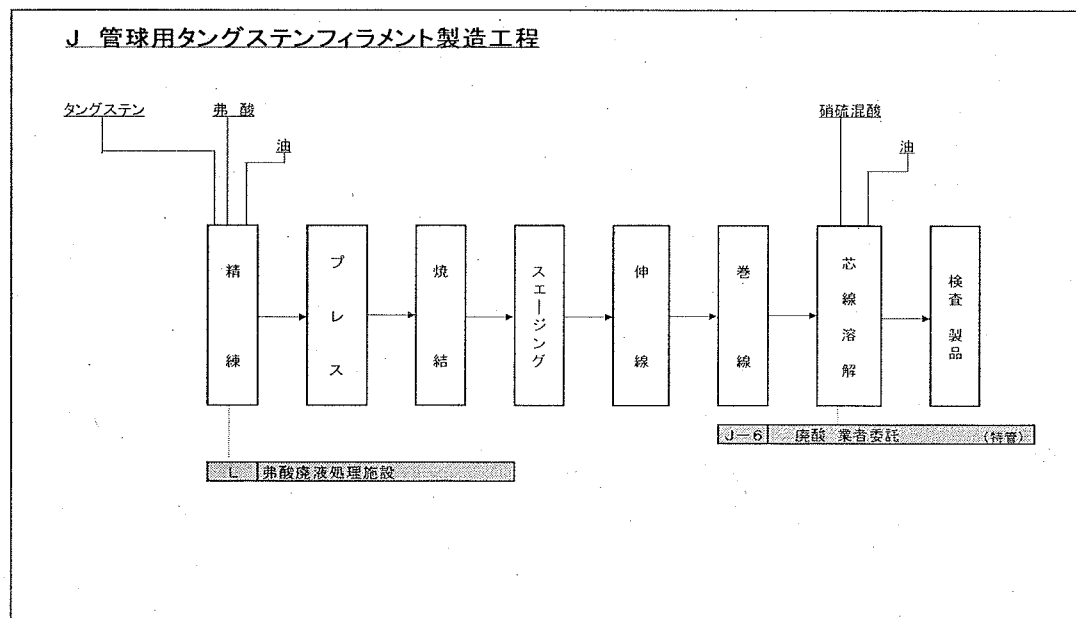 J 管球用タングステンフィラメント製造工程
タングステン
弗 酸
油
硝硫混酸
油
精練
プレス
焼結
スエージング
伸線
巻線
芯線溶解
検査 製品
J-6 廃酸 業者委託 (特管)
L 弗酸廃液処理施設